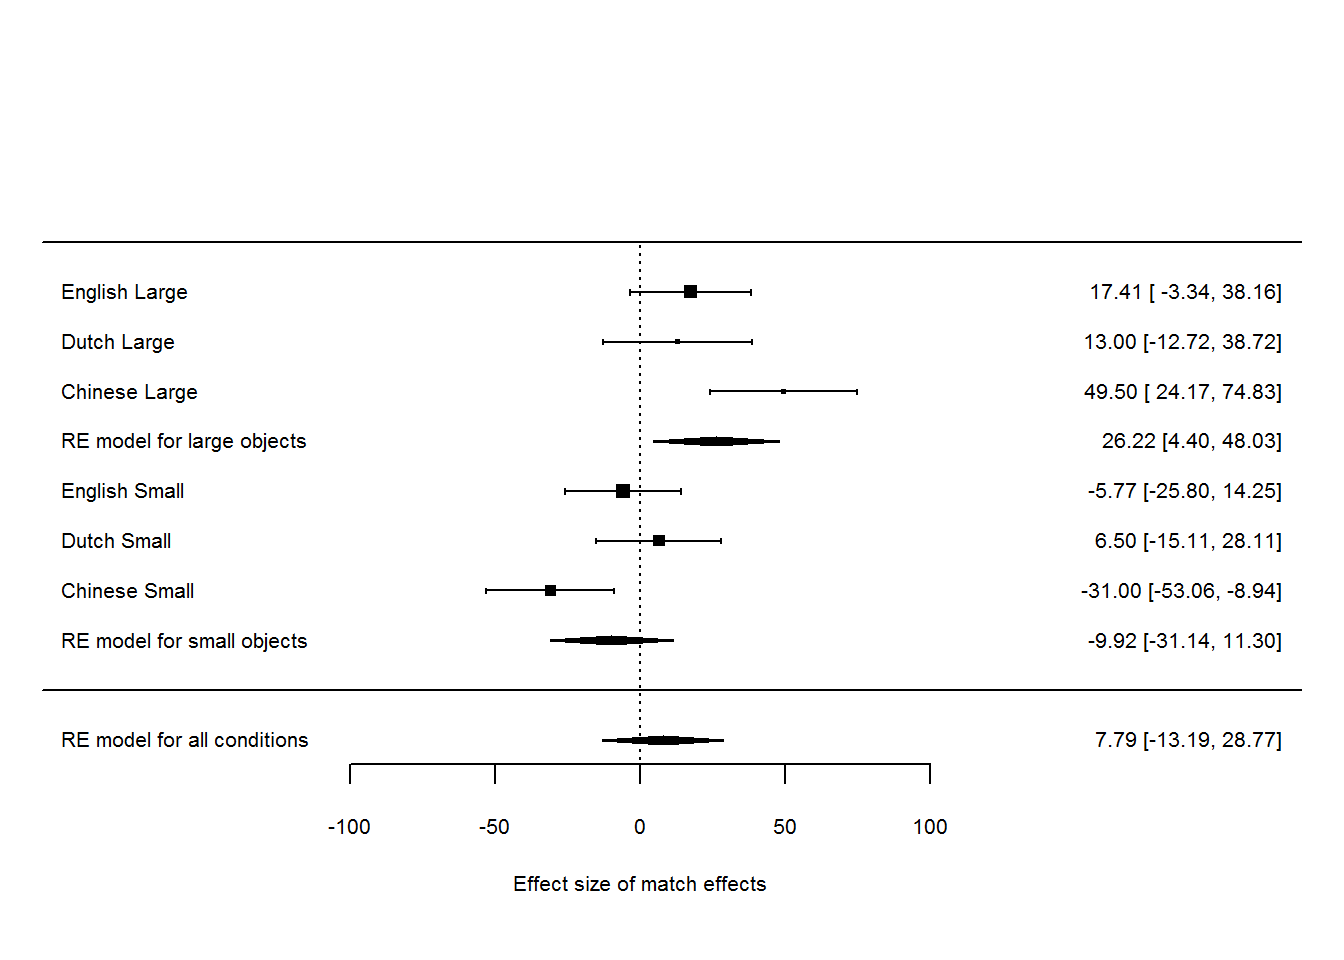 English Large 17.41 [ -3.34, 38.16]
Dutch Large 13.00 [-12.72, 38.72]
Chinese Large 49.50 [ 24.17, 74.83]
RE model for large objects 26.22 [4.40, 48.03]
English Small -5.77 [-25.80, 14.25]
Dutch Small 6.50 [-15.11, 28.11]
Chinese Small -31.00 [-53.06, -8.94]
RE model for small objects -9.92 [-31.14, 11.30]
RE model for all conditions 7.79 [-13.19, 28.77]
-100 -50 0 50 100
Effect size of match effects